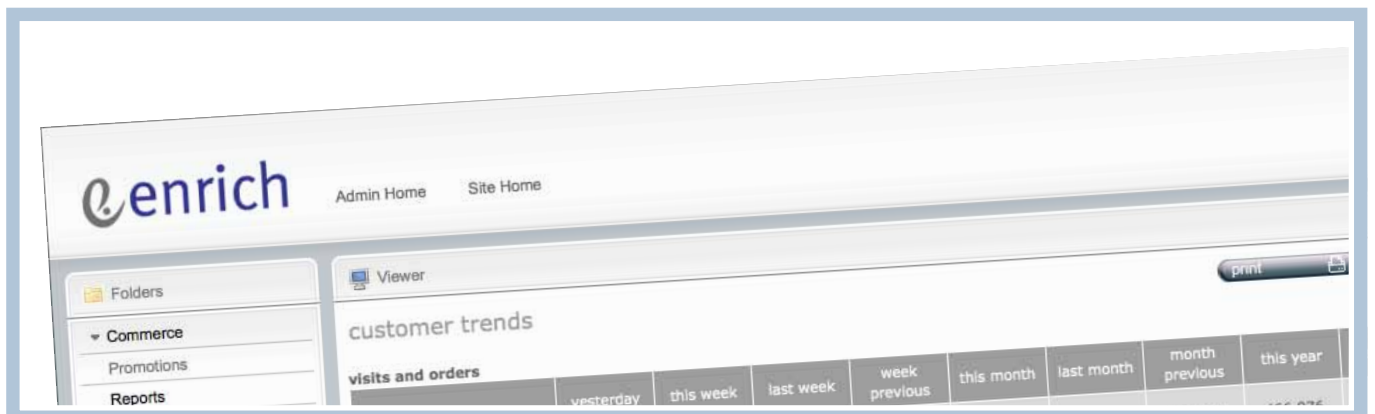 enrich
Admin Home Site Home
Folders
Viewer
print
Commerce
customer trends
Promotions
visits and orders
Reports
yesterday this week last week week previous this month last month month previous this year